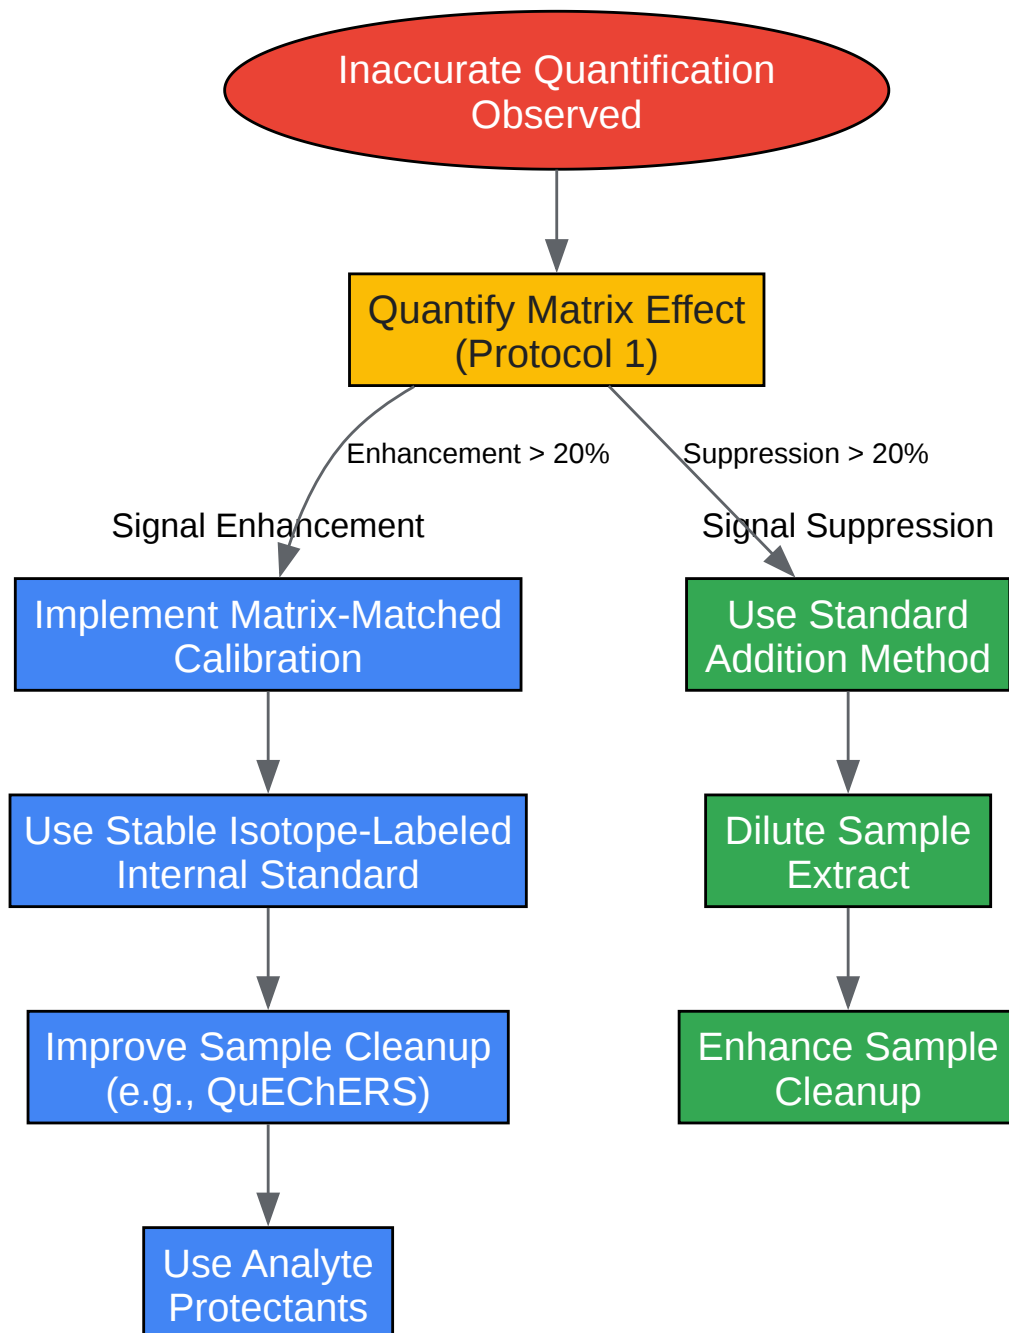 Inaccurate Quantification
Observed
Quantify Matrix Effect
(Protocol 1)
Enhancement > 20%
Suppression > 20%
Signal Enhancement
Signal Suppression
Implement Matrix-Matched
Calibration
Use Standard
Addition Method
Use Stable Isotope-Labeled
Internal Standard
Dilute Sample
Extract
Improve Sample Cleanup
(e.g., QuEChERS)
Enhance Sample
Cleanup
Use Analyte
Protectants